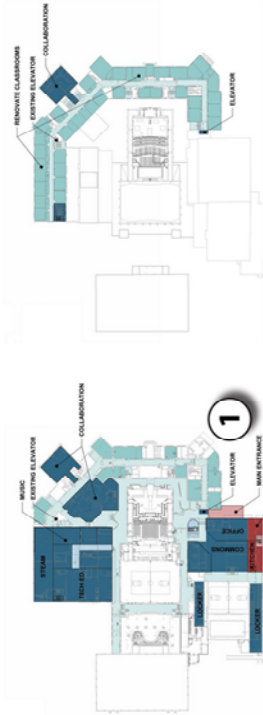 RENOVATE CLASSROOMS
EXISTING ELEVATOR
COLLABORATION
ELEVATOR
STEAM
TECH ED.
MUSIC
EXISTING ELEVATOR
COLLABORATION
1
ELEVATOR
MAIN ENTRANCE
OFFICE
COMMONS
KITCHEN
LOCKER
LOCKER